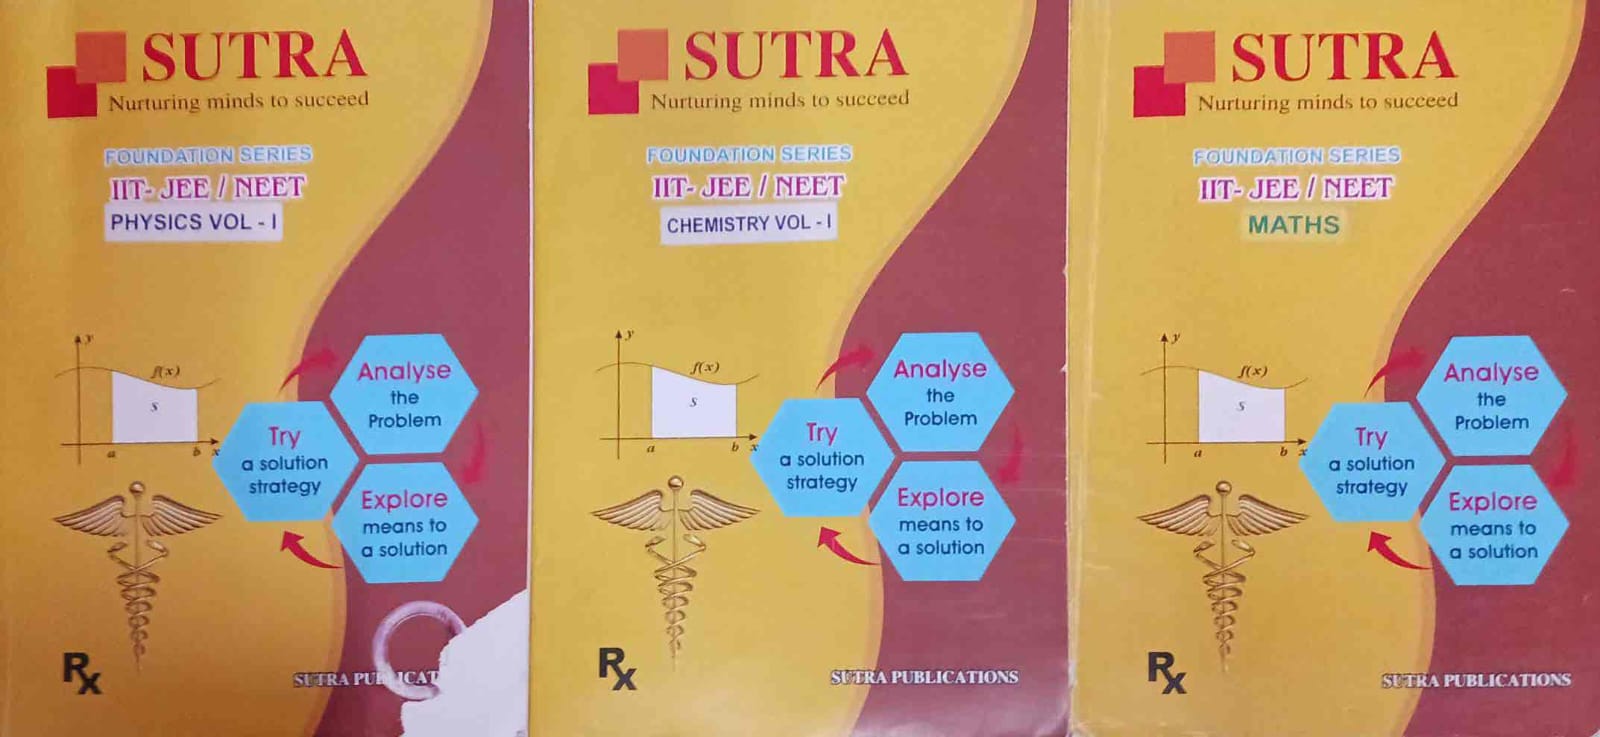 SUTRA
Nurturing minds to succeed
FOUNDATION SERIES
IIT- JEE / NEET
PHYSICS VOL - I
y
f(x)
S
a
b
x
Analyse
the
Problem
Try
a solution
strategy
Explore
means to
a solution
Rx
SUTRA
SUTRA
Nurturing minds to succeed
FOUNDATION SERIES
IIT- JEE / NEET
CHEMISTRY VOL - I
y
f(x)
S
a
b
x
Analyse
the
Problem
Try
a solution
strategy
Explore
means to
a solution
Rx
SUTRA PUBLICATIONS
SUTRA
Nurturing minds to succeed
FOUNDATION SERIES
IIT- JEE / NEET
MATHS
y
f(x)
S
a
b
x
Analyse
the
Problem
Try
a solution
strategy
Explore
means to
a solution
Rx
SUTRA PUBLICATIONS